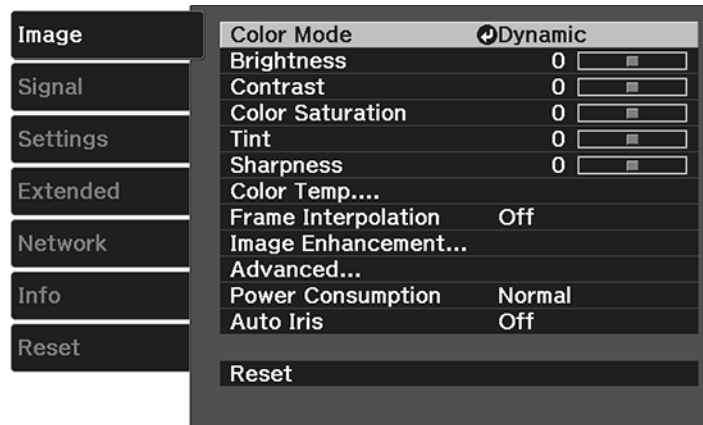 Image
Signal
Settings
Extended
Network
Info
Reset
Color Mode Dynamic
Brightness 0
Contrast 0
Color Saturation 0
Tint 0
Sharpness 0
Color Temp....
Frame Interpolation Off
Image Enhancement...
Advanced...
Power Consumption Normal
Auto Iris Off
Reset